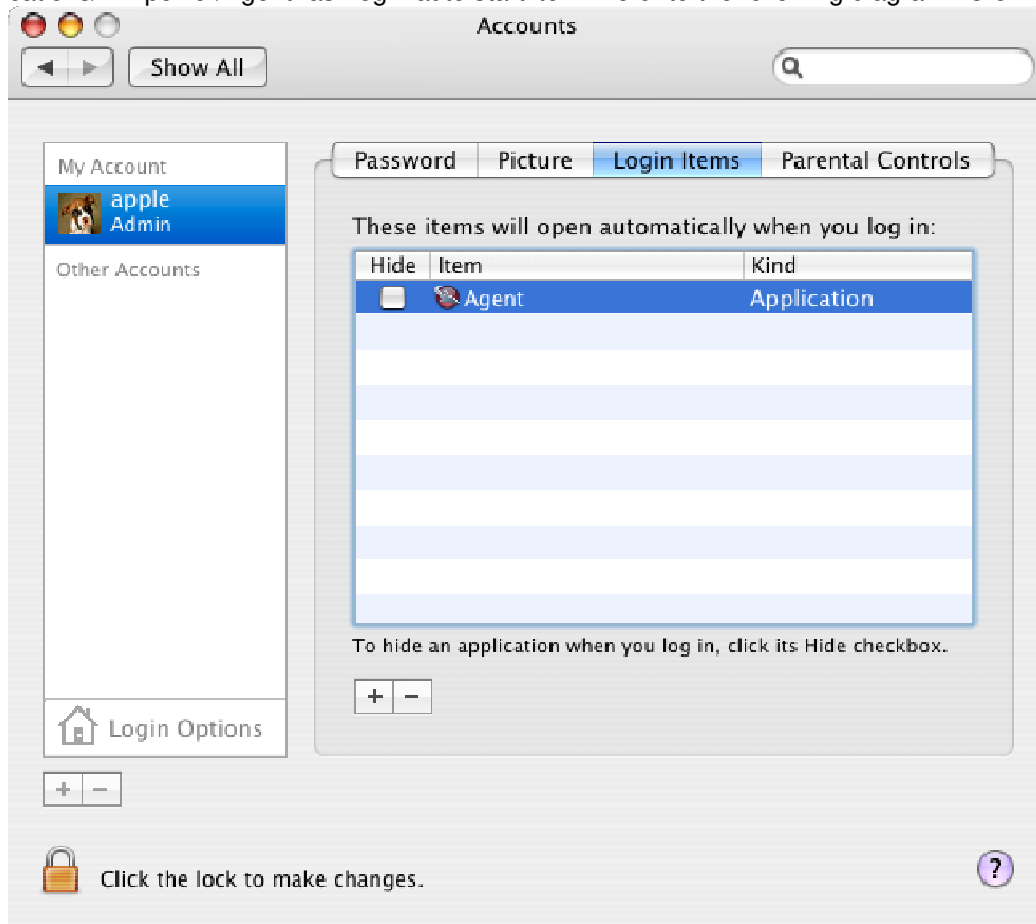 Accounts
Show All
My Account
apple
Admin
Other Accounts
Login Options
Password Picture Login Items Parental Controls
These items will open automatically when you log in:
Hide Item Kind
Agent Application
To hide an application when you log in, click its Hide checkbox.
+ −
+ −
Click the lock to make changes.
?